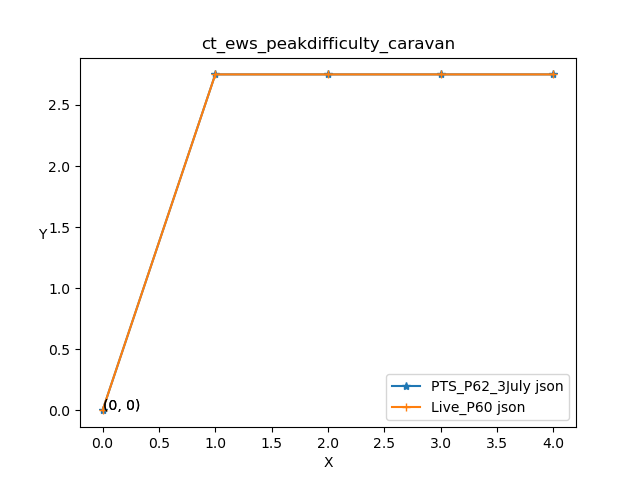 ct_ews_peakdifficulty_caravan
2.5
2.0
1.5
1.0
0.5
0.0
Y
(0, 0)
PTS_P62_3July json
Live_P60 json
0.0 0.5 1.0 1.5 2.0 2.5 3.0 3.5 4.0
X